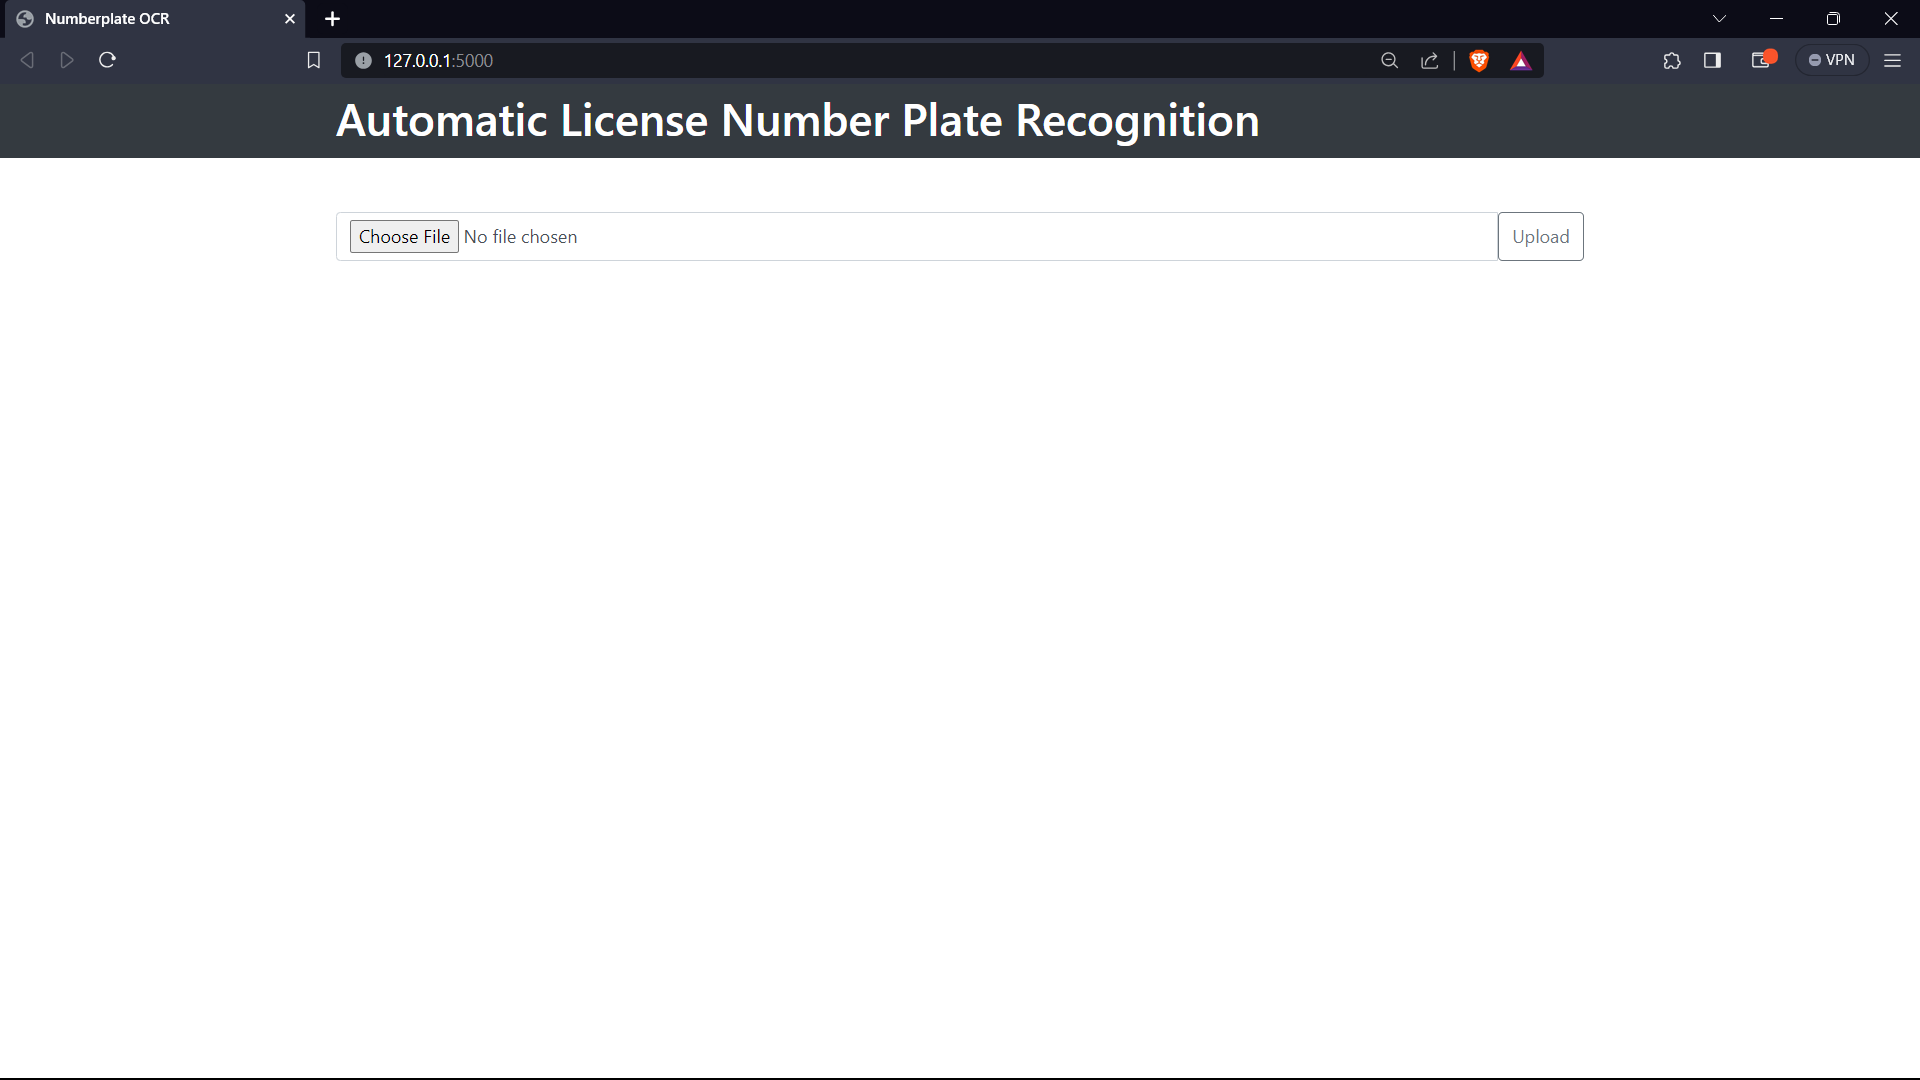 Numberplate OCR
127.0.0.1:5000
VPN
Automatic License Number Plate Recognition
Choose File No file chosen
Upload